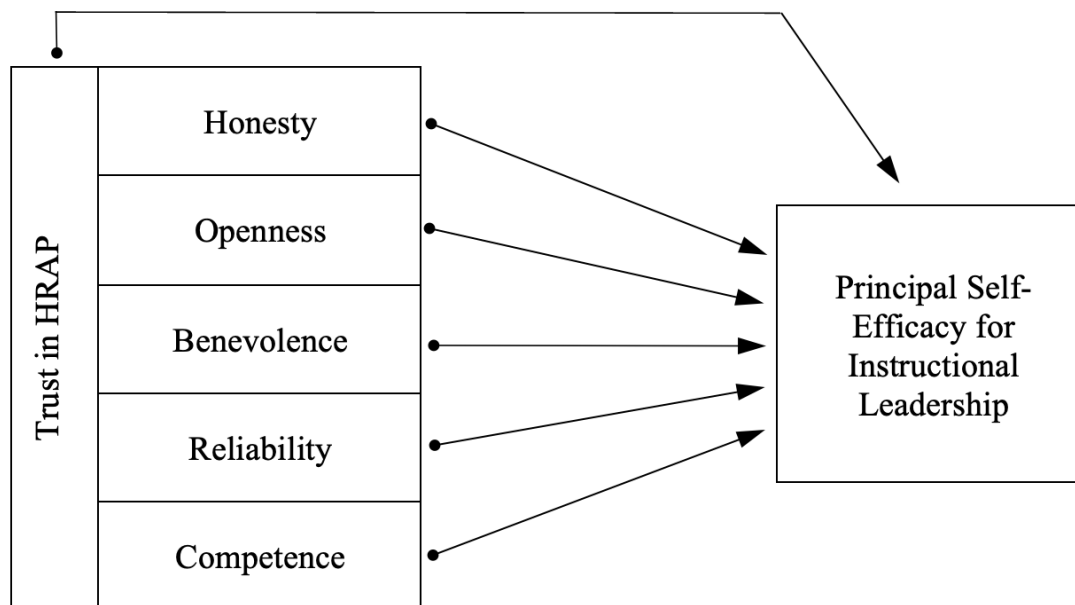 Trust in HRAP
Honesty
Openness
Benevolence
Reliability
Competence
Principal Self-
Efficacy for
Instructional
Leadership